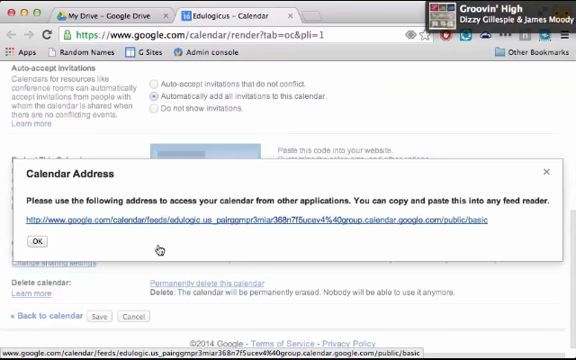 My Drive – Google Drive
Edulogicus – Calendar
Groovin' High
Dizzy Gillespie & James Moody
https://www.google.com/calendar/render?tab=oc&pli=1
Apps
Random Names
G Sites
Admin console
Other Bookmarks
Auto-accept invitations
Calendars for resources like conference rooms can automatically accept invitations from people with whom the calendar is shared when there are no conflicting events.
Learn more
Auto-accept invitations that do not conflict.
Automatically add all invitations to this calendar.
Do not show invitations.
Paste this code into your website.
Calendar Address
Please use the following address to access your calendar from other applications. You can copy and paste this into any feed reader.
http://www.google.com/calendar/feeds/edulogic.us_pairggmpr3miar368n7f5ucev4%40group.calendar.google.com/public/basic
OK
Change sharing settings
Delete calendar:
Learn more
Permanently delete this calendar
Delete: The calendar will be permanently erased. Nobody will be able to use it anymore.
« Back to calendar
Save
Cancel
©2014 Google - Terms of Service - Privacy Policy
www.google.com/calendar/feeds/edulogic.us_pairggmpr3miar368n7f5ucev4%40group.calendar.google.com/public/basic